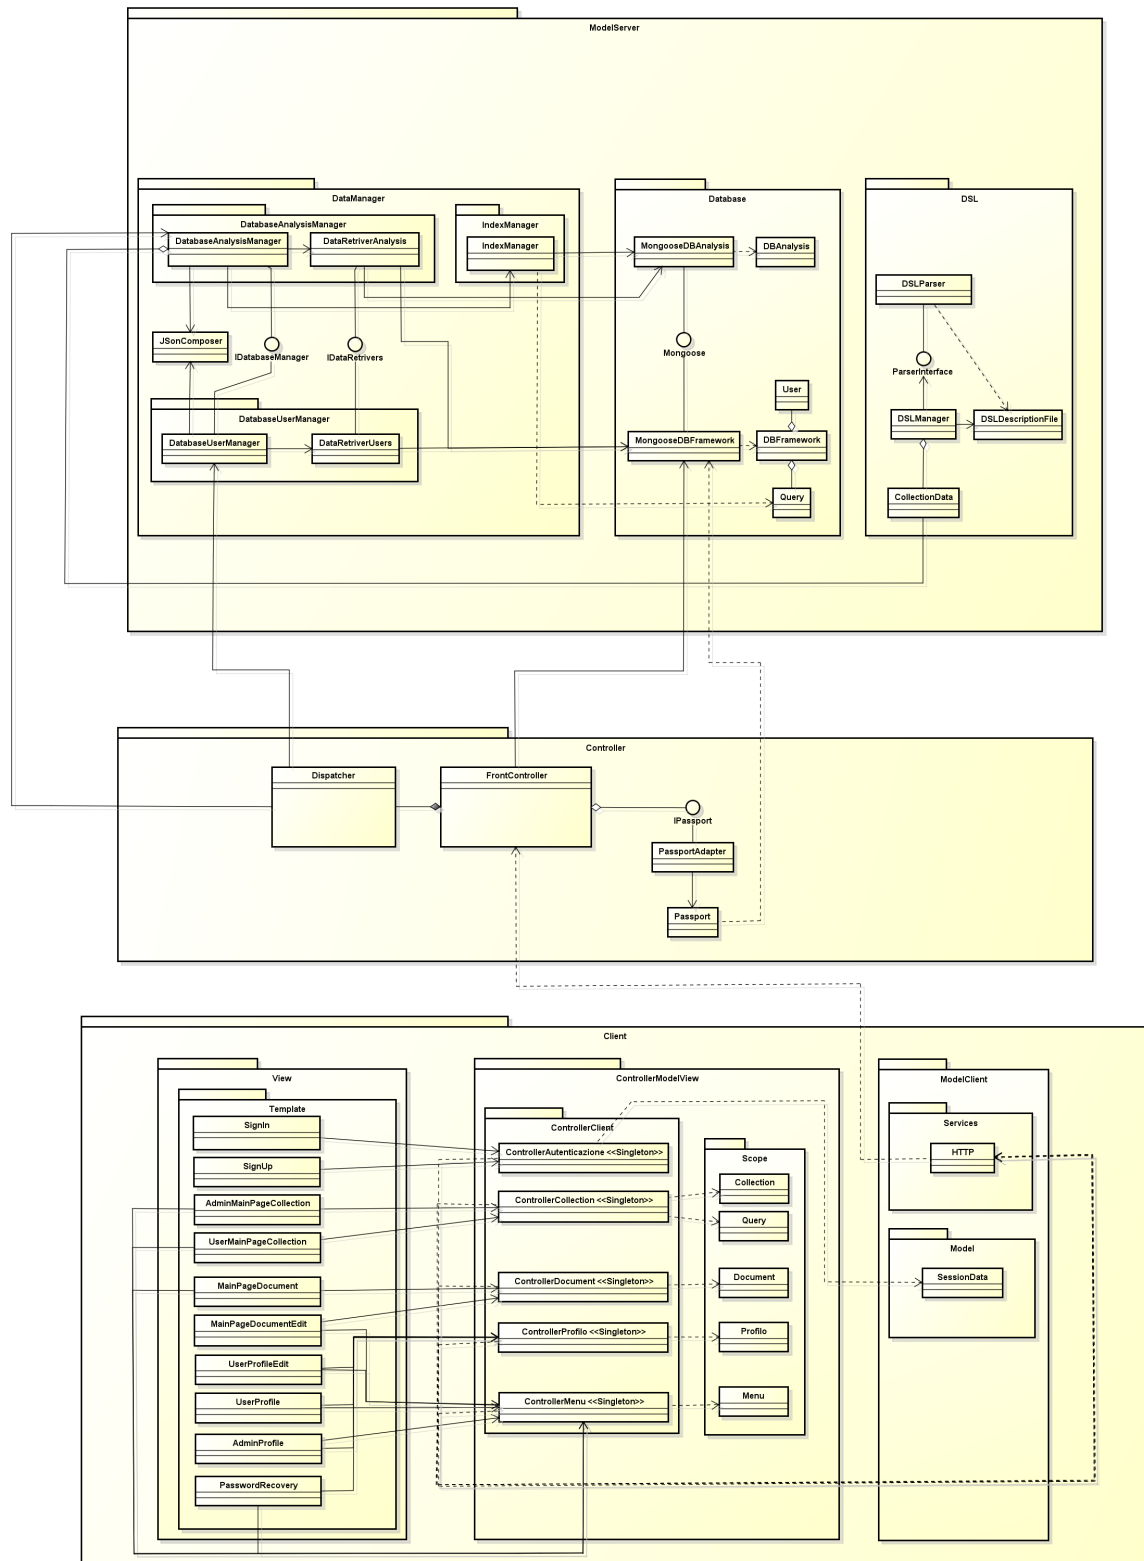 ModelServer
DataManager
DatabaseAnalysisManager
DatabaseAnalysisManager
DataRetriverAnalysis
IndexManager
IndexManager
JSonComposer
IDatabaseManager
IDataRetrivers
DatabaseUserManager
DatabaseUserManager
DataRetriverUsers
Database
MongooseDBAnalysis
DBAnalysis
Mongoose
User
MongooseDBFramework
DBFramework
Query
DSL
DSLParser
ParserInterface
DSLManager
DSLDescriptionFile
CollectionData
Controller
Dispatcher
FrontController
IPassport
PassportAdapter
Passport
Client
View
Template
SignIn
SignUp
AdminMainPageCollection
UserMainPageCollection
MainPageDocument
MainPageDocumentEdit
UserProfileEdit
UserProfile
AdminProfile
PasswordRecovery
ControllerModelView
ControllerClient
ControllerAutenticazione <<Singleton>>
ControllerCollection <<Singleton>>
ControllerDocument <<Singleton>>
ControllerProfilo <<Singleton>>
ControllerMenu <<Singleton>>
Scope
Collection
Query
Document
Profilo
Menu
ModelClient
Services
HTTP
Model
SessionData